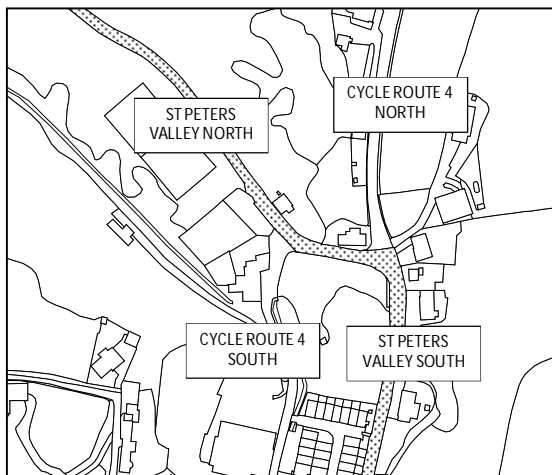 ST PETERS
VALLEY NORTH
CYCLE ROUTE 4
NORTH
CYCLE ROUTE 4
SOUTH
ST PETERS
VALLEY SOUTH